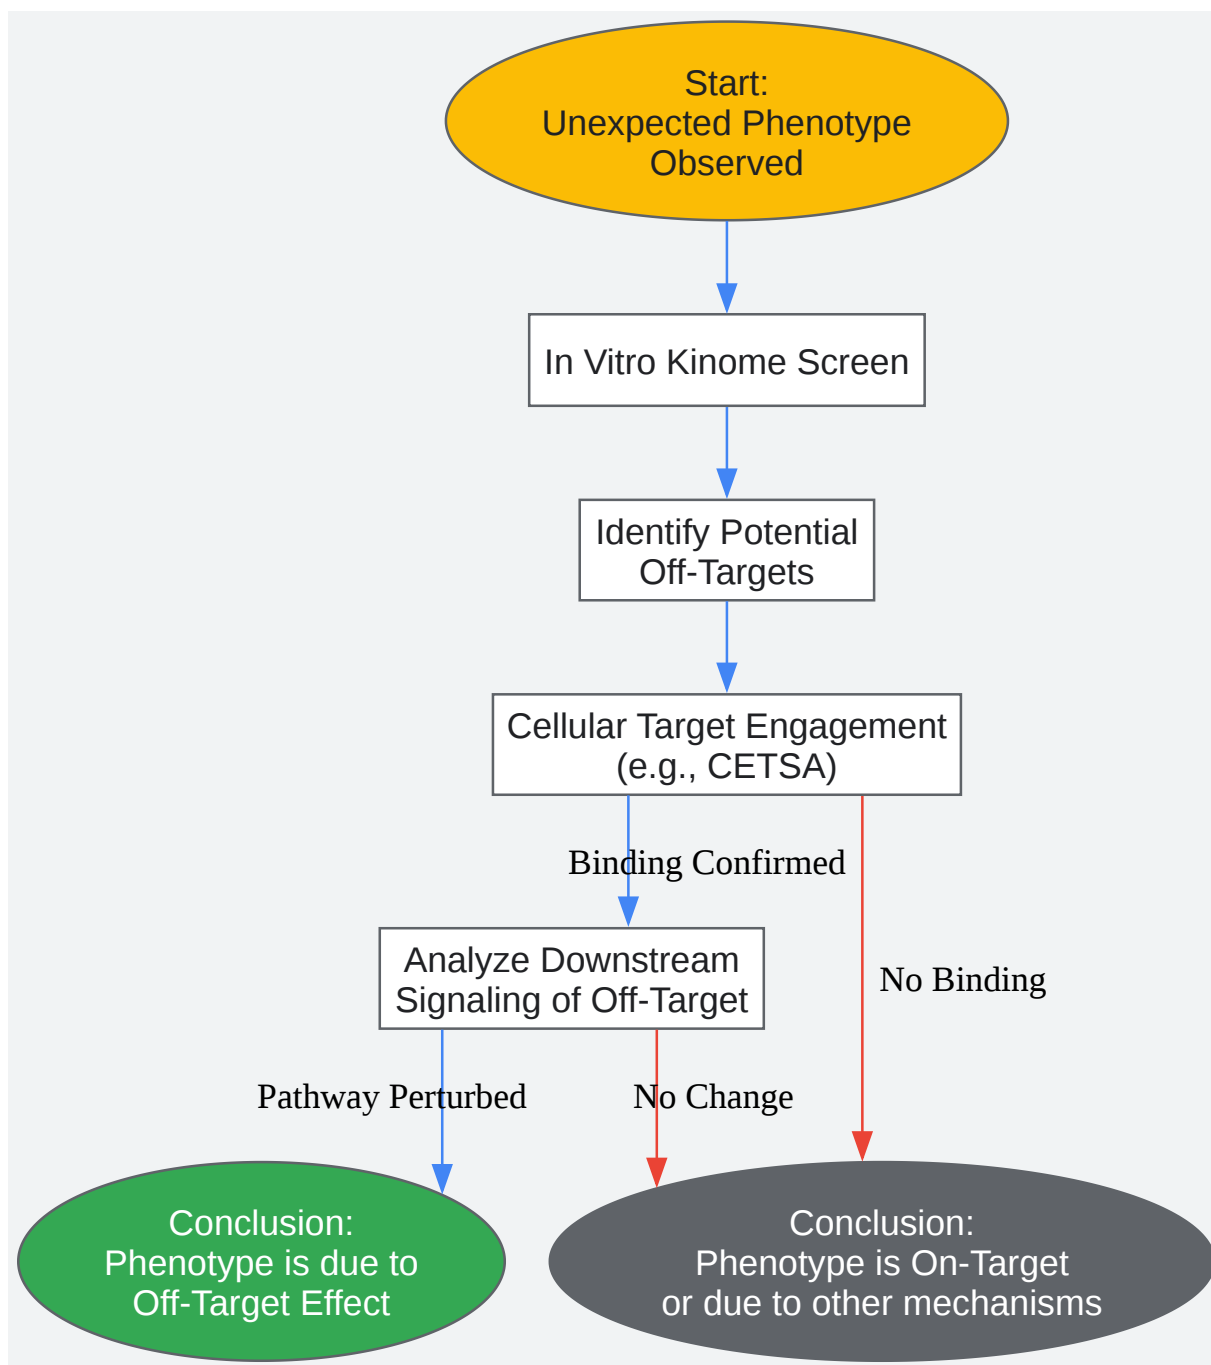 Start:
Unexpected Phenotype
Observed
In Vitro Kinome Screen
Identify Potential
Off-Targets
Cellular Target Engagement
(e.g., CETSA)
Binding Confirmed
Analyze Downstream
Signaling of Off-Target
No Binding
Pathway Perturbed
No Change
Conclusion:
Phenotype is due to
Off-Target Effect
Conclusion:
Phenotype is On-Target
or due to other mechanisms